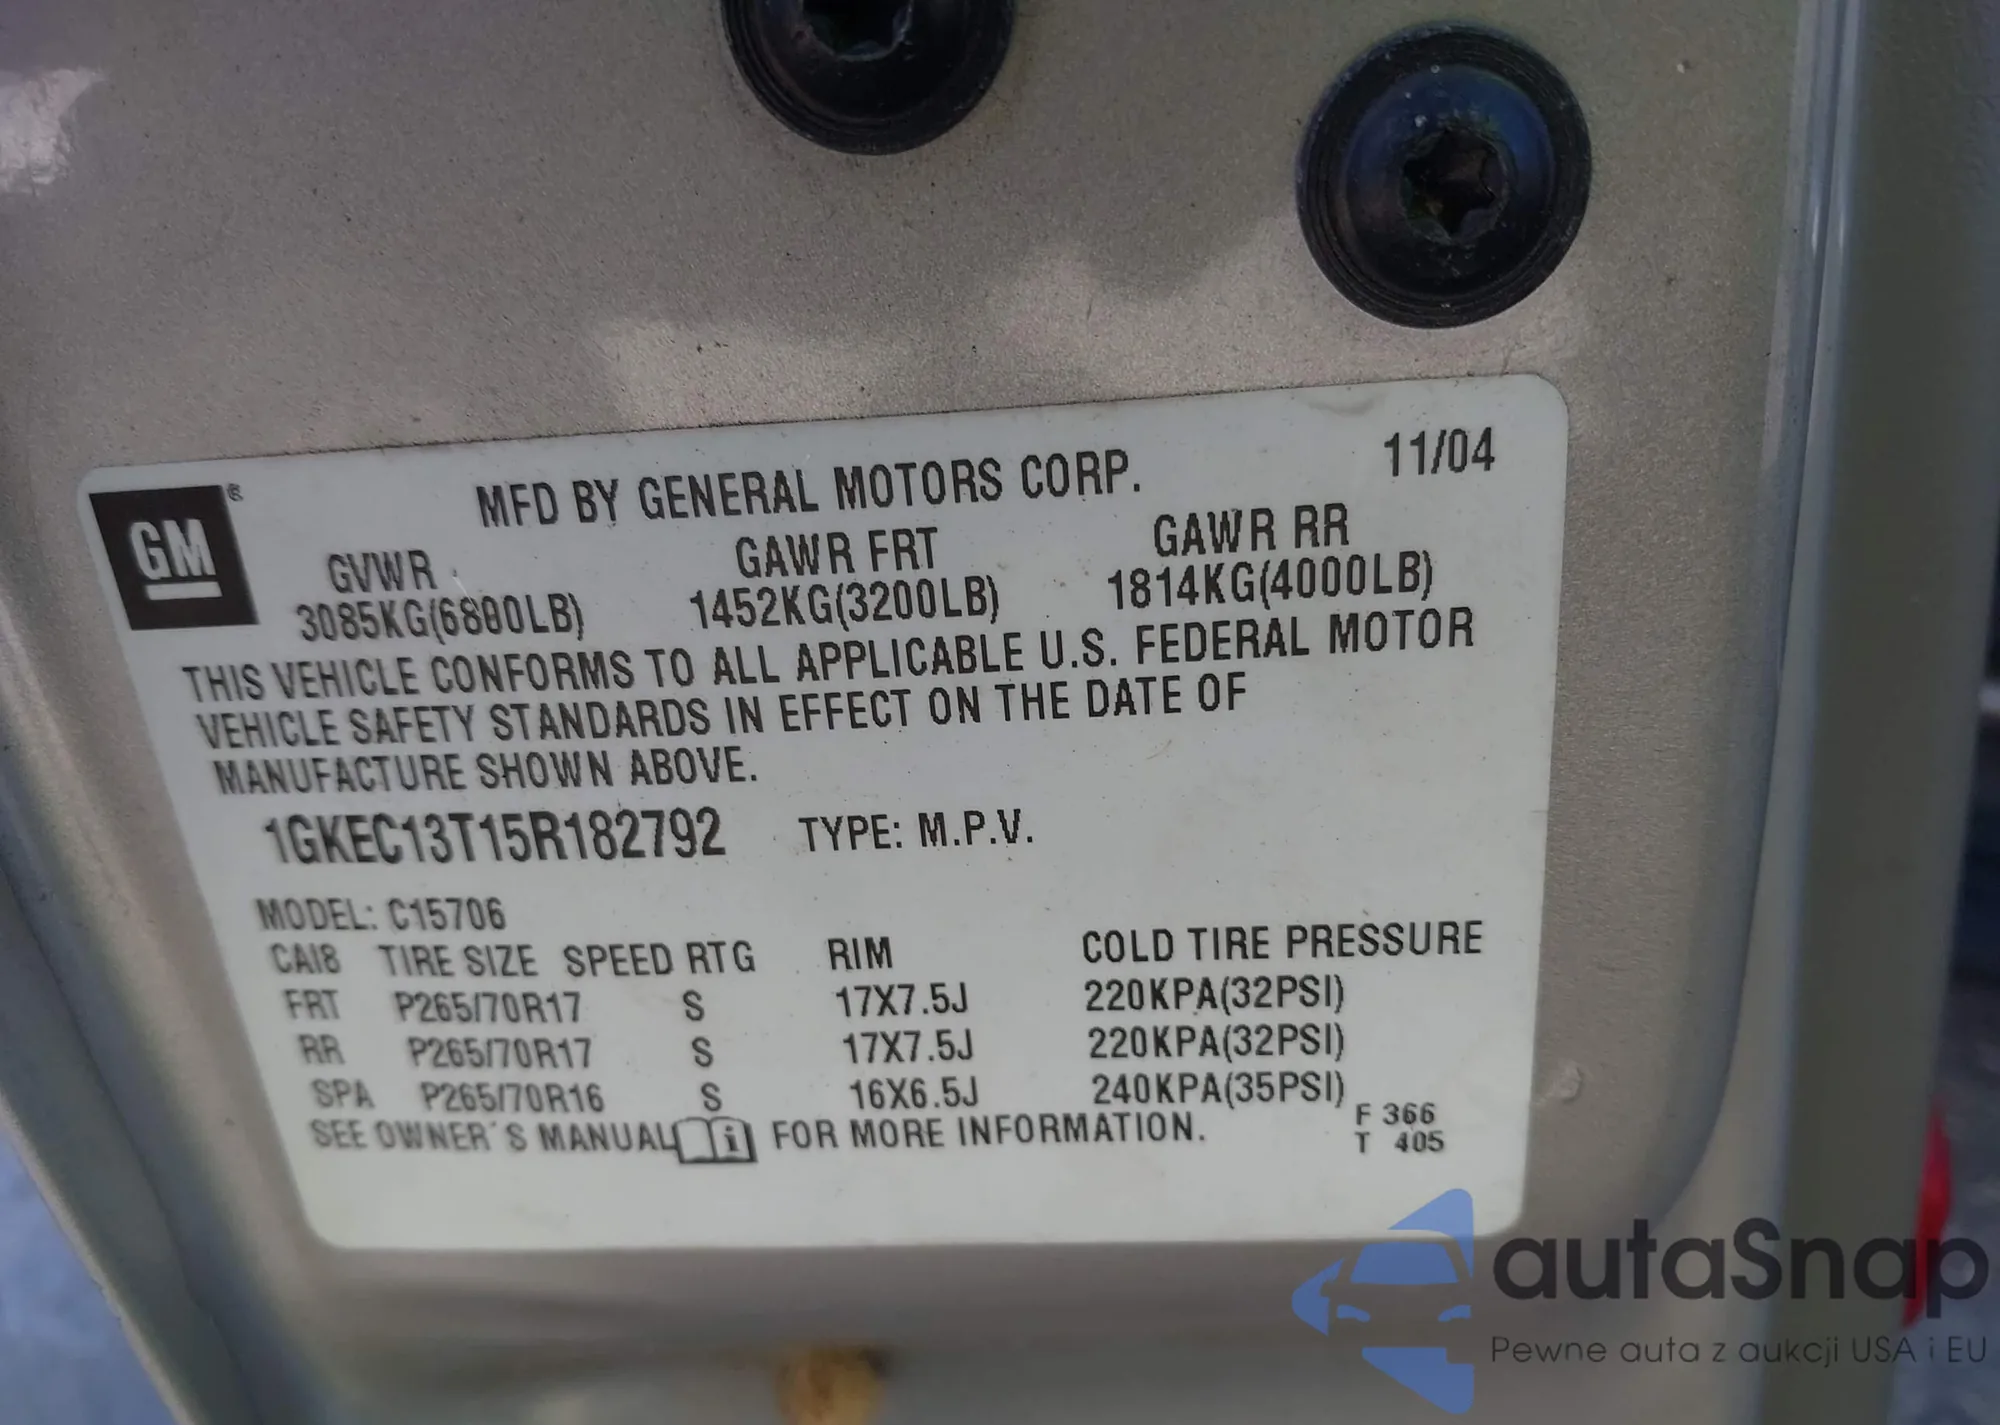 MFD BY GENERAL MOTORS CORP. 11/04
GM®
GVWR GAWR FRT GAWR RR
3085KG(6800LB) 1452KG(3200LB) 1814KG(4000LB)
THIS VEHICLE CONFORMS TO ALL APPLICABLE U.S. FEDERAL MOTOR
VEHICLE SAFETY STANDARDS IN EFFECT ON THE DATE OF
MANUFACTURE SHOWN ABOVE.
1GKEC13T15R182792 TYPE: M.P.V.
MODEL: C15706
CAI8 TIRE SIZE SPEED RTG RIM COLD TIRE PRESSURE
FRT P265/70R17 S 17X7.5J 220KPA(32PSI)
RR P265/70R17 S 17X7.5J 220KPA(32PSI)
SPA P265/70R16 S 16X6.5J 240KPA(35PSI)
SEE OWNER'S MANUAL i FOR MORE INFORMATION.
F 366
T 405
autaSnap
Pewne auta z aukcji USA i EU